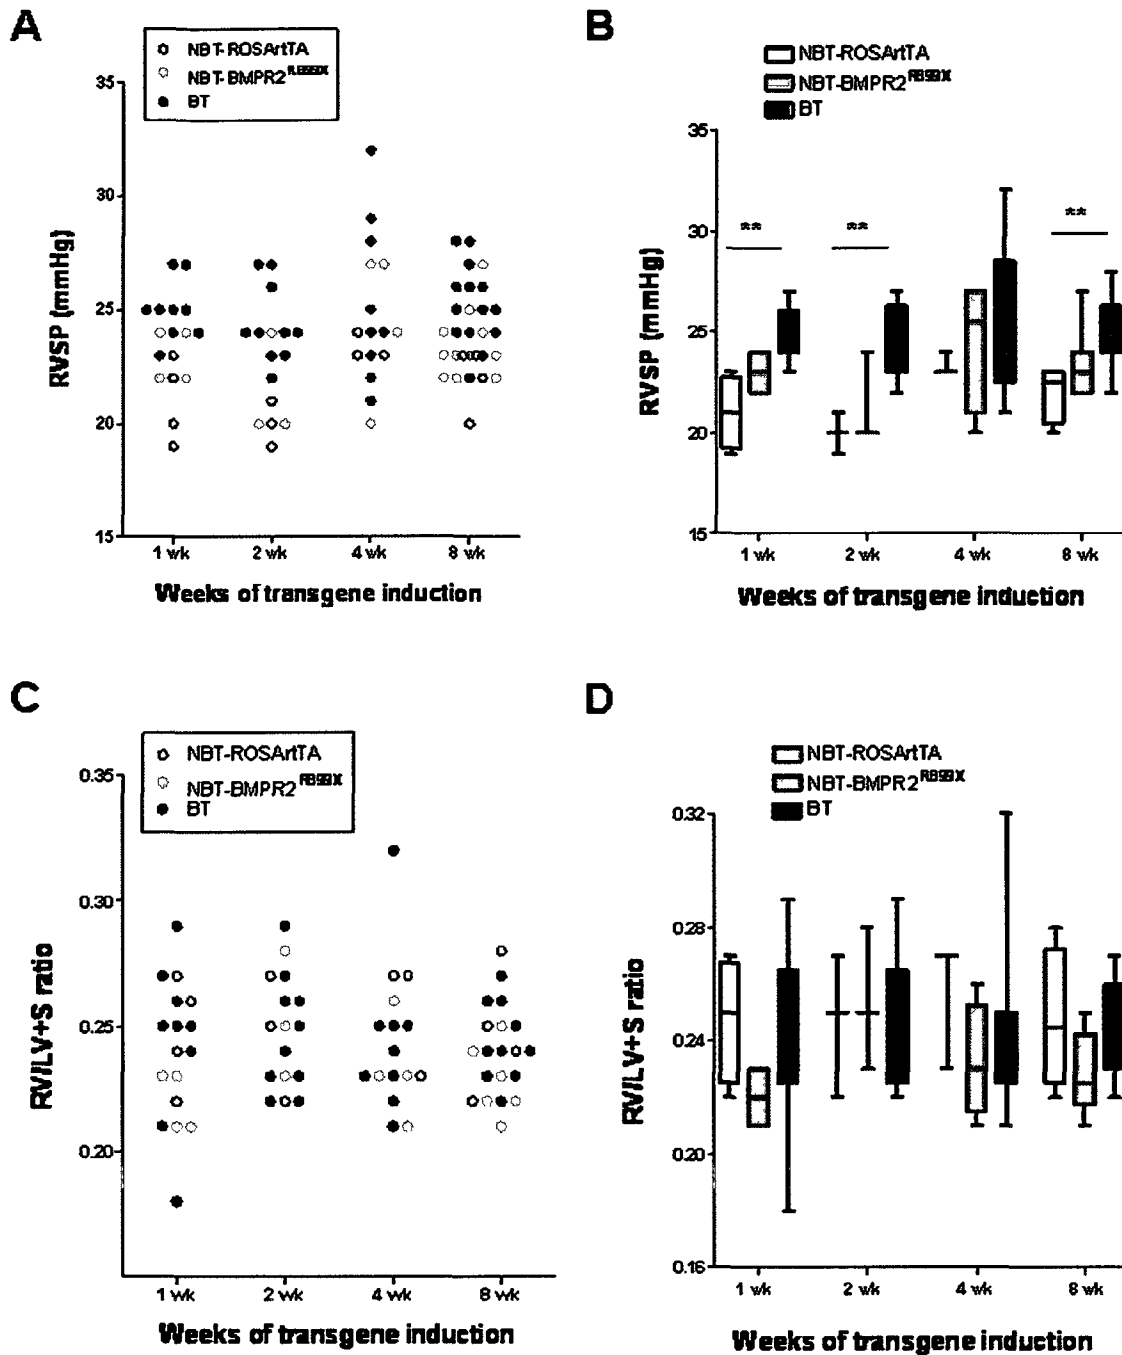 A
NBT-ROSArtTA
NBT-BMPR2
BT
35
30
25
20
15
RVSP (mmHg)
1 wk
2 wk
4 wk
8 wk
Weeks of transgene induction
B
NBT-ROSArtTA
NBT-BMPR2 R899X
BT
35
30
25
20
15
RVSP (mmHg)
**
**
**
1 wk
2 wk
4 wk
8 wk
Weeks of transgene induction
C
NBT-ROSArtTA
NBT-BMPR2 R899X
BT
0.35
0.30
0.25
0.20
RV/LV+S ratio
1 wk
2 wk
4 wk
8 wk
Weeks of transgene induction
D
NBT-ROSArtTA
NBT-BMPR2 R899X
BT
0.32
0.28
0.24
0.20
0.16
RV/LV+S ratio
1 wk
2 wk
4 wk
8 wk
Weeks of transgene induction